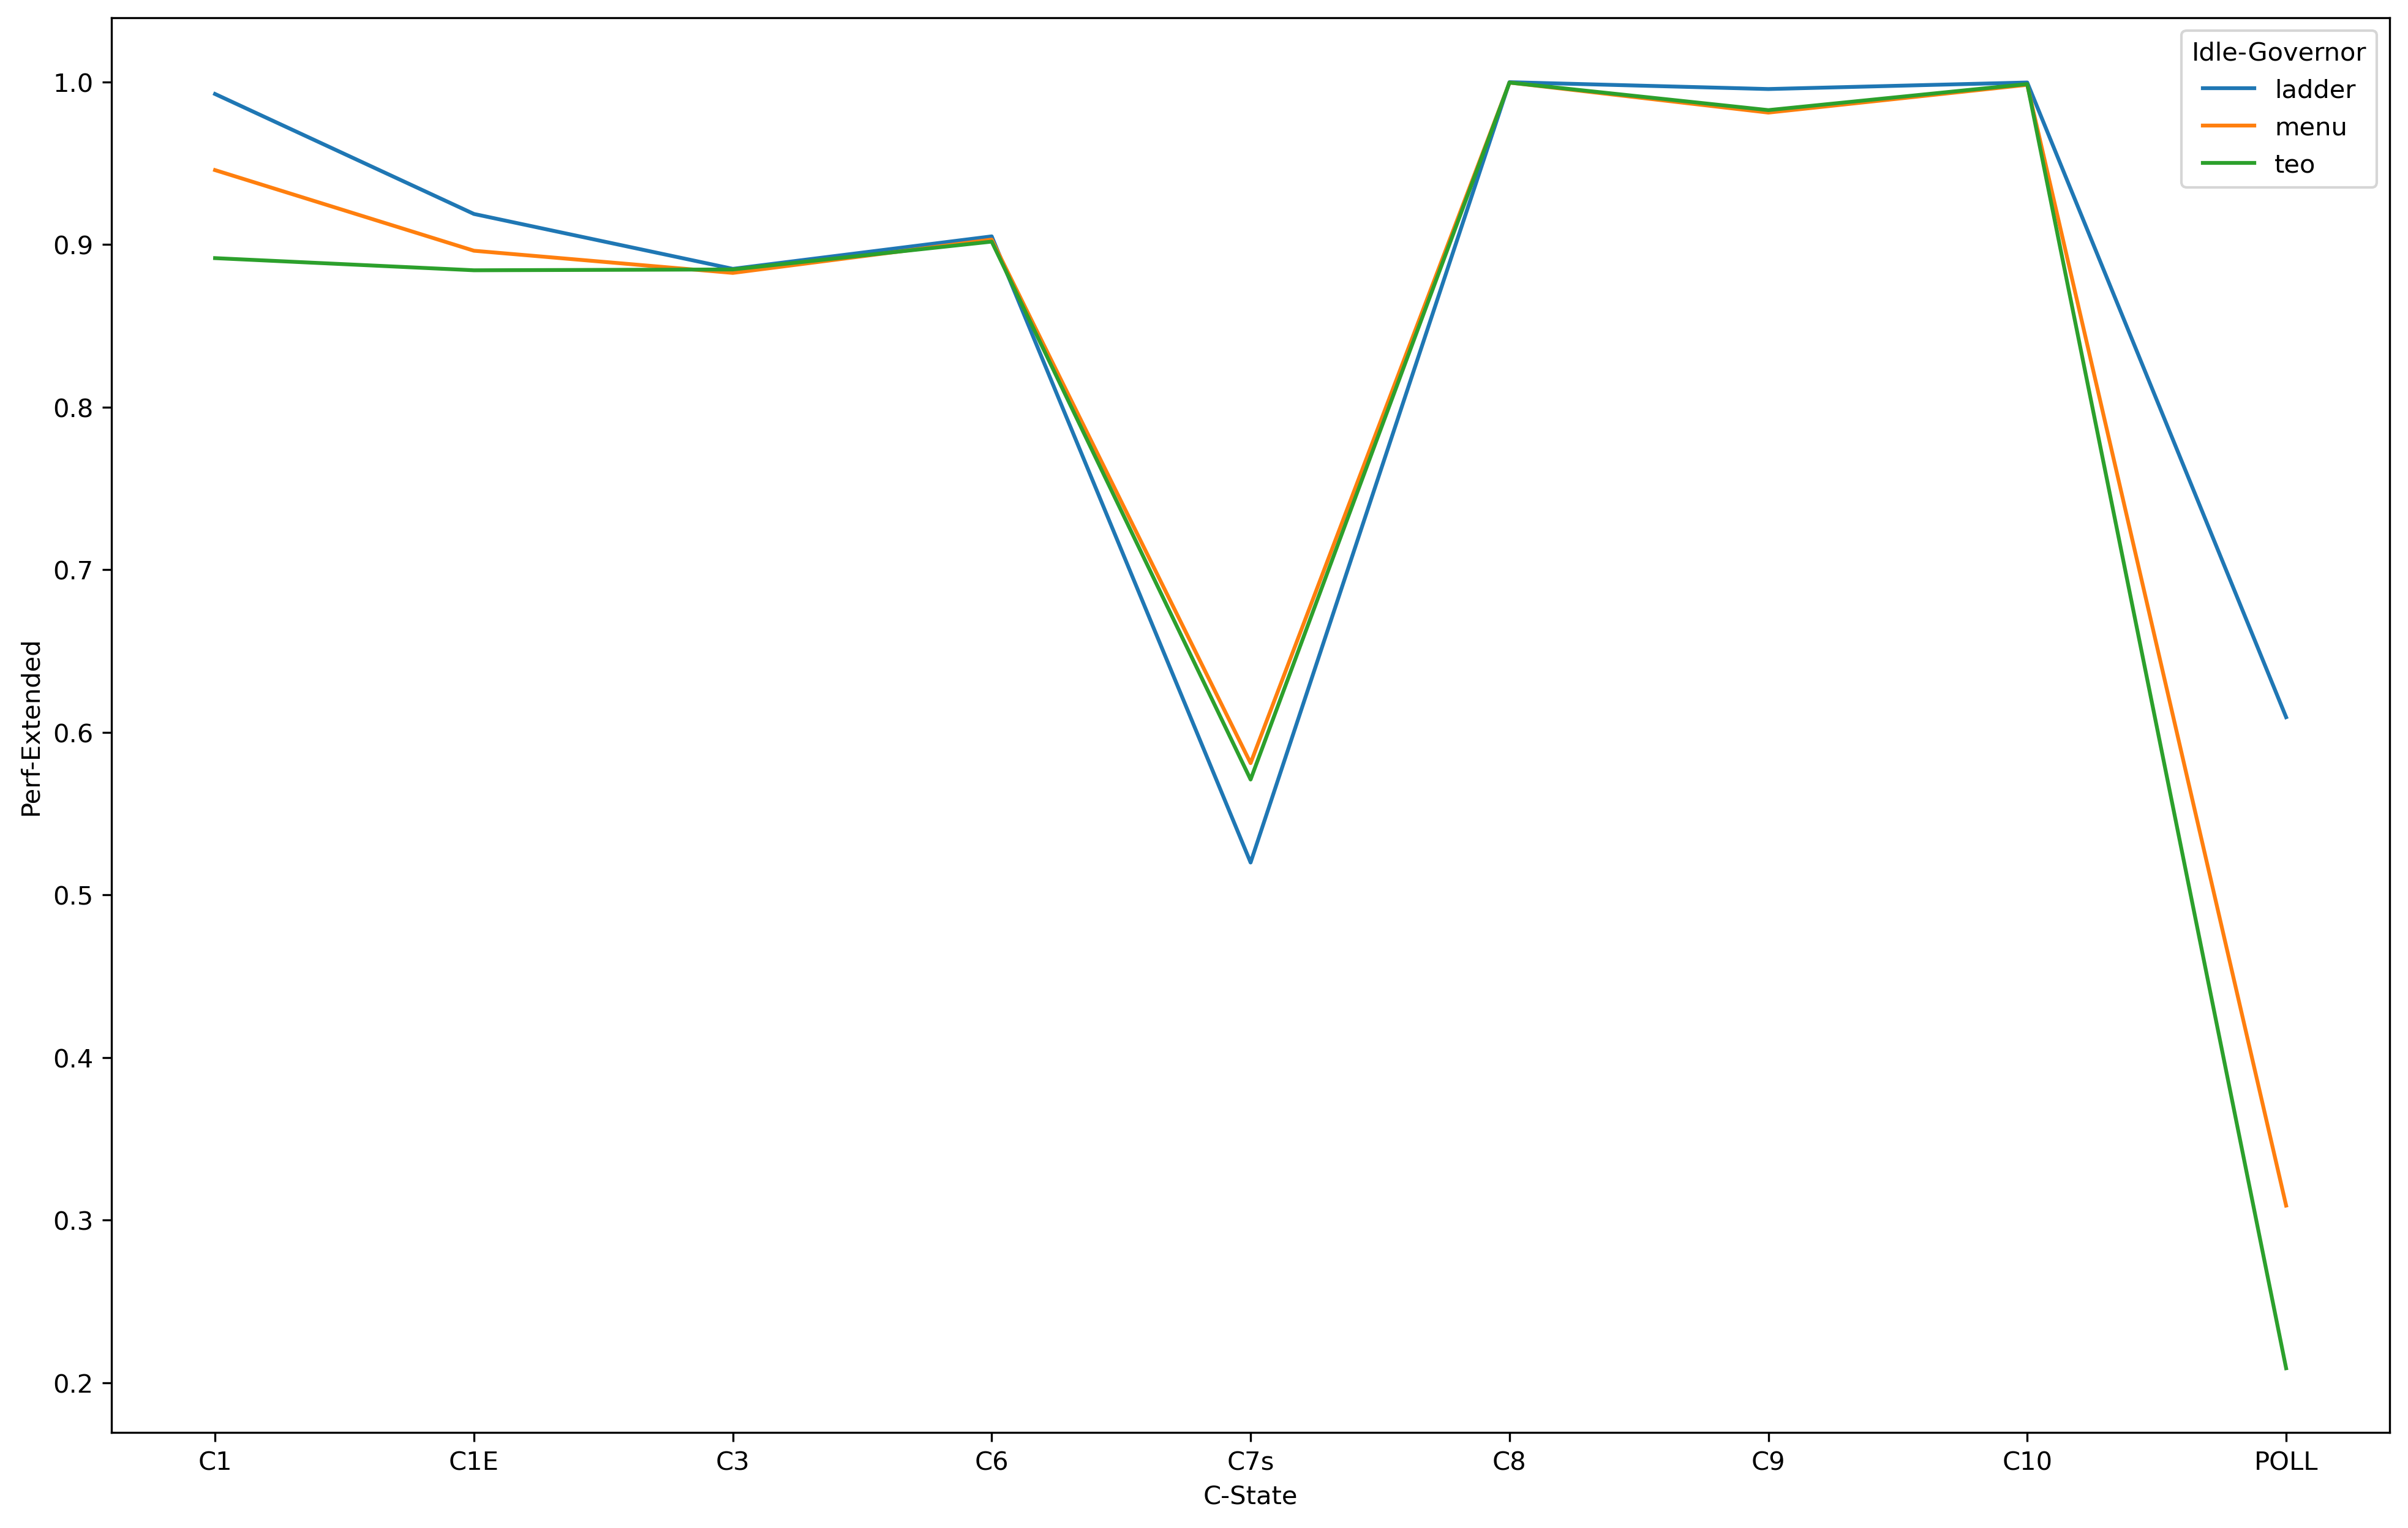 Idle-Governor
ladder
menu
teo
Perf-Extended
1.0
0.9
0.8
0.7
0.6
0.5
0.4
0.3
0.2
C1 C1E C3 C6 C7s C8 C9 C10 POLL
C-State